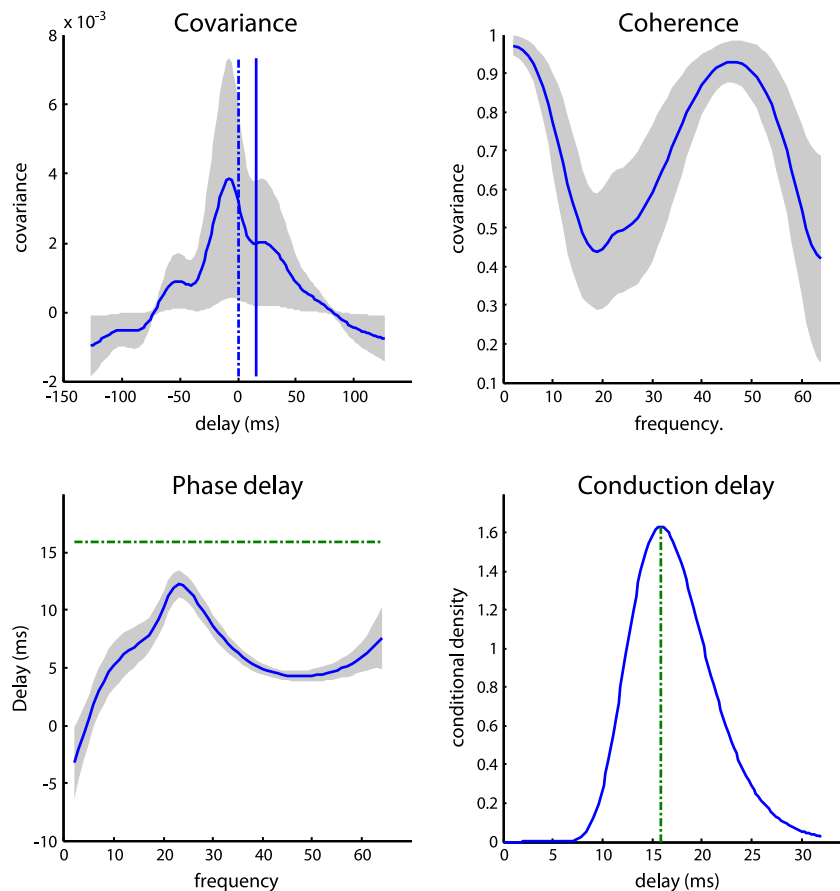 Covariance
x 10-3
8
6
4
2
0
-2
covariance
-150 -100 -50 0 50 100
delay (ms)
Coherence
1
0.9
0.8
0.7
0.6
0.5
0.4
0.3
0.2
0.1
covariance
0 10 20 30 40 50 60
frequency.
Phase delay
15
10
5
0
-5
-10
Delay (ms)
0 10 20 30 40 50 60
frequency
Conduction delay
1.6
1.4
1.2
1
0.8
0.6
0.4
0.2
0
conditional density
0 5 10 15 20 25 30
delay (ms)